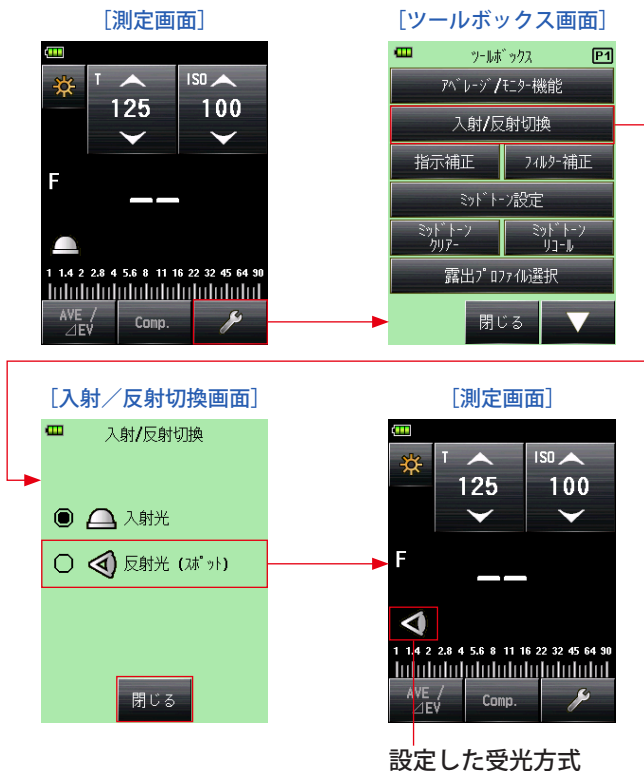 ［測定画面］
T
ISO
125
100
F
1 1.4 2 2.8 4 5.6 8 11 16 22 32 45 64 90
AVE /
⊿EV
Comp.
［ツールボックス画面］
ﾂｰﾙﾎﾞｯｸｽ
P1
ｱﾍﾞﾚｰｼﾞ/ﾓﾆﾀｰ機能
入射/反射切換
指示補正
ﾌｨﾙﾀｰ補正
ﾐｯﾄﾞﾄｰﾝ設定
ﾐｯﾄﾞﾄｰﾝ
ｸﾘｱｰ
ﾐｯﾄﾞﾄｰﾝ
ﾘｺｰﾙ
露出ﾌﾟﾛﾌｧｲﾙ選択
閉じる
［入射／反射切換画面］
入射/反射切換
入射光
反射光 (ｽﾎﾟｯﾄ)
閉じる
［測定画面］
T
ISO
125
100
F
1 1.4 2 2.8 4 5.6 8 11 16 22 32 45 64 90
AVE /
⊿EV
Comp.
設定した受光方式